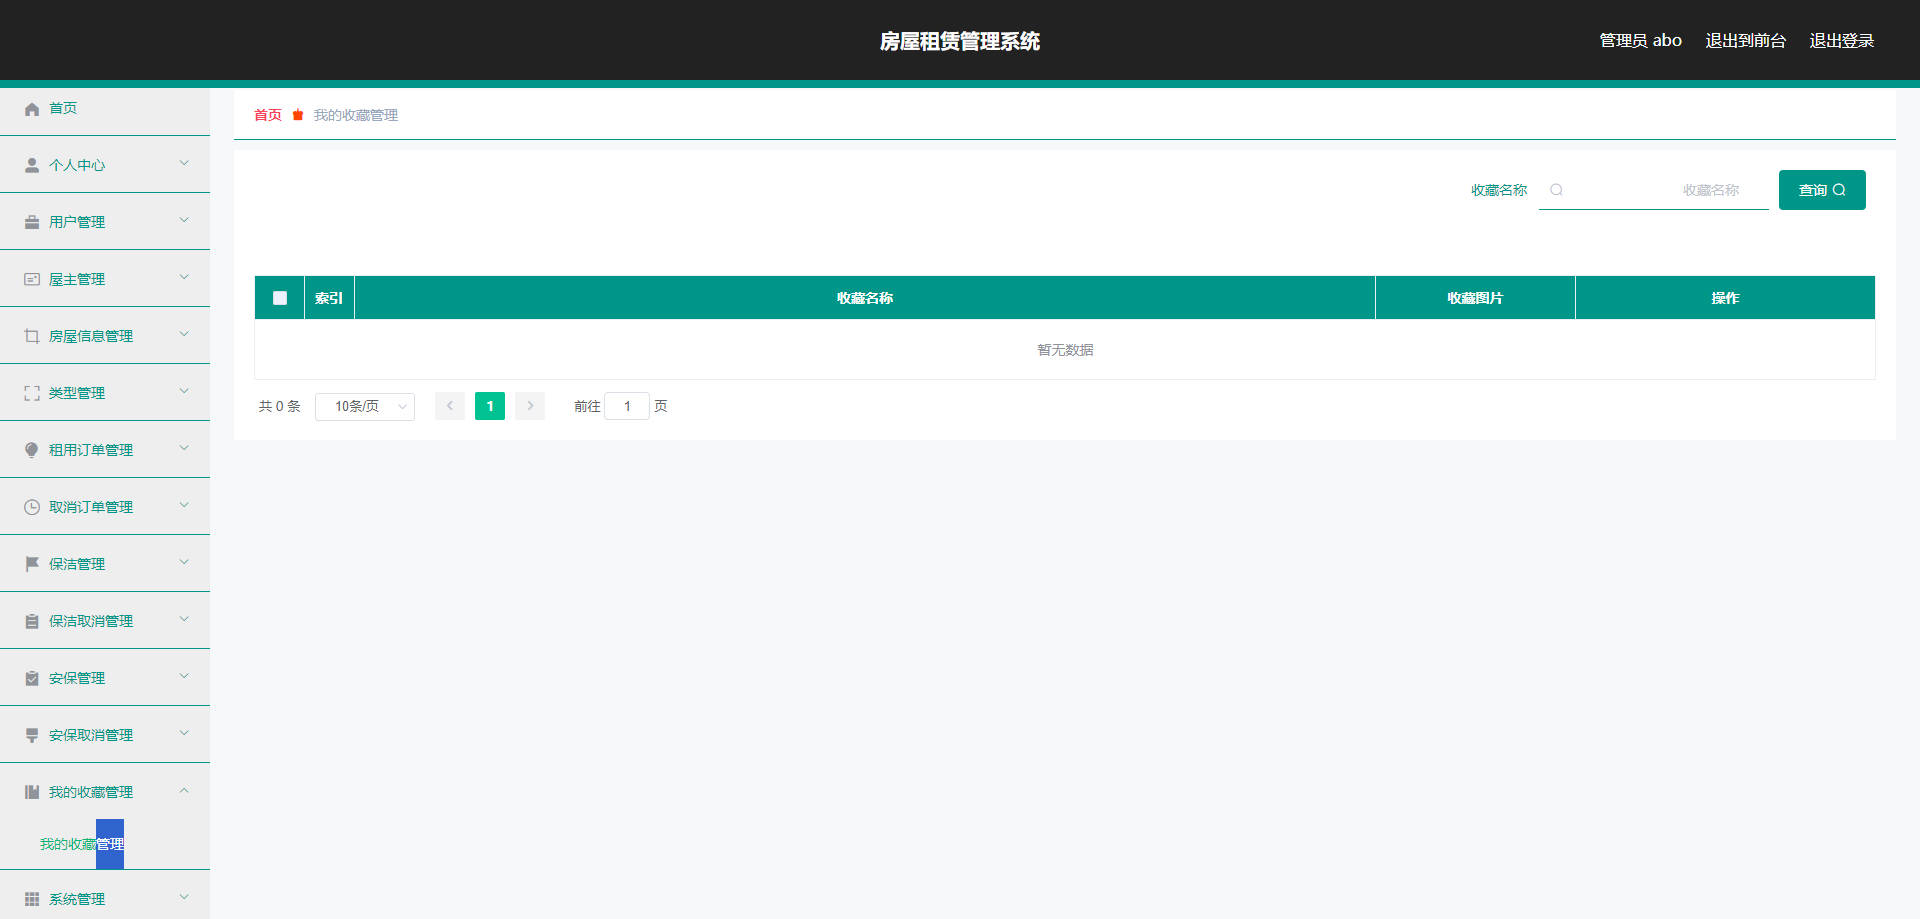 房屋租赁管理系统
管理员 abo 退出到前台 退出登录
首页
个人中心
用户管理
屋主管理
房屋信息管理
类型管理
租用订单管理
取消订单管理
保洁管理
保洁取消管理
安保管理
安保取消管理
我的收藏管理
我的收藏管理
系统管理
首页 我的收藏管理
收藏名称 收藏名称 查询
索引 收藏名称 收藏图片 操作
暂无数据
共 0 条 10条/页 1 前往 1 页